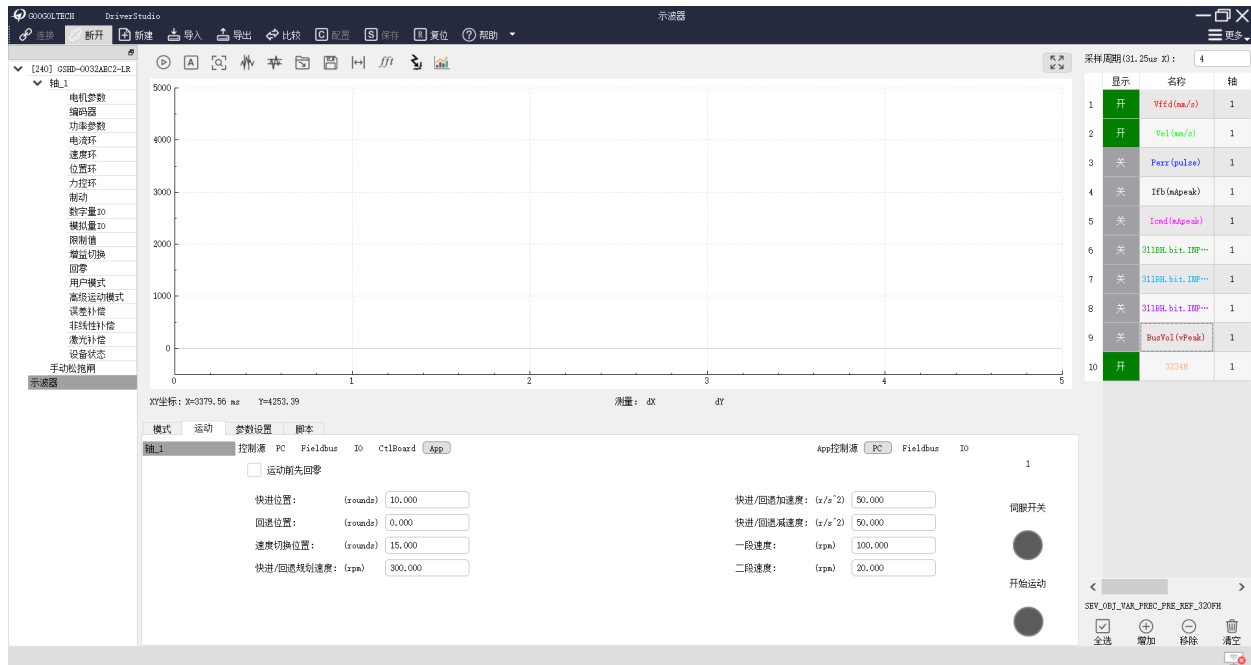 GOOGOLTECH DriverStudio 示波器
连接 断开 新建 导入 导出 比较 C 配置 S 保存 R 复位 帮助 更多
[240] GSHD-0032AEC2-LR
轴_1
电机参数
编码器
功率参数
电流环
速度环
位置环
力控环
制动
数字量IO
模拟量IO
限制值
增益切换
回零
用户模式
高级运动模式
误差补偿
非线性补偿
激光补偿
设备状态
手动松抱闸
示波器
A fft
5000
4000
3000
2000
1000
0
0 1 2 3 4 5
XY坐标: X=3379.56 ms Y=4253.39 测量: dX dY
采样周期(31.25us X): 4
显示 名称 轴
1 开 Vffd(mm/s) 1
2 开 Vel(mm/s) 1
3 关 Perr(pulse) 1
4 关 Ifb(mApeak) 1
5 关 Icmd(mApeak) 1
6 关 311BH.bit.INP… 1
7 关 311BH.bit.INP… 1
8 关 311BH.bit.INP… 1
9 关 BusVol(vPeak) 1
10 开 3234H 1
模式 运动 参数设置 脚本
轴_1 控制源 PC Fieldbus IO CtlBoard App App控制源 PC Fieldbus IO
运动前先回零
快进位置: (rounds) 10.000
回退位置: (rounds) 0.000
速度切换位置: (rounds) 15.000
快进/回退规划速度: (rpm) 300.000
快进/回退加速度: (r/s^2) 50.000
快进/回退减速度: (r/s^2) 50.000
一段速度: (rpm) 100.000
二段速度: (rpm) 20.000
1
伺服开关
开始运动
SEV_OBJ_VAR_PREC_PRE_REF_320FH
全选 增加 移除 清空